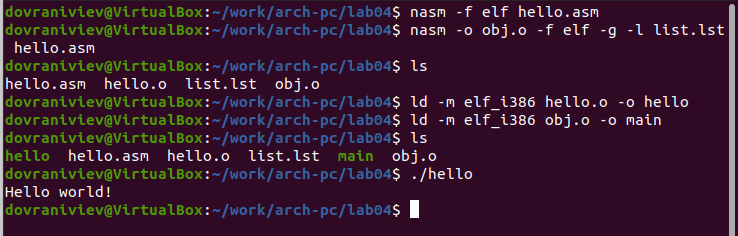 dovraniviev@VirtualBox:~/work/arch-pc/lab04$ nasm -f elf hello.asm
dovraniviev@VirtualBox:~/work/arch-pc/lab04$ nasm -o obj.o -f elf -g -l list.lst
 hello.asm
dovraniviev@VirtualBox:~/work/arch-pc/lab04$ ls
hello.asm  hello.o  list.lst  obj.o
dovraniviev@VirtualBox:~/work/arch-pc/lab04$ ld -m elf_i386 hello.o -o hello
dovraniviev@VirtualBox:~/work/arch-pc/lab04$ ld -m elf_i386 obj.o -o main
dovraniviev@VirtualBox:~/work/arch-pc/lab04$ ls
hello  hello.asm  hello.o  list.lst  main  obj.o
dovraniviev@VirtualBox:~/work/arch-pc/lab04$ ./hello
Hello world!
dovraniviev@VirtualBox:~/work/arch-pc/lab04$